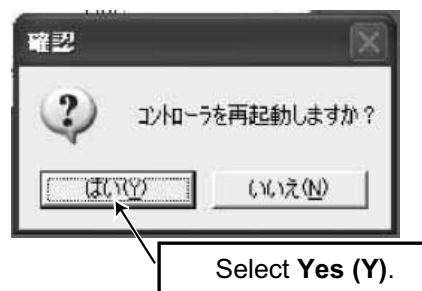 確認
コントローラを再起動しますか？
はい(Y)
いいえ(N)
Select Yes (Y).